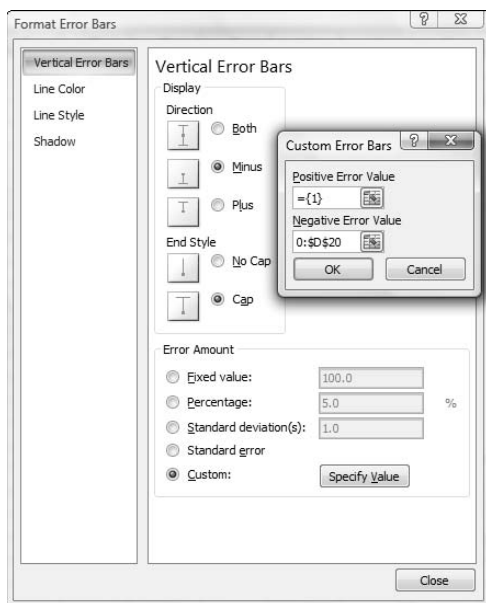 Format Error Bars
Vertical Error Bars
Line Color
Line Style
Shadow
Vertical Error Bars
Display
Direction
Both
Minus
Plus
End Style
No Cap
Cap
Custom Error Bars
Positive Error Value
={1}
Negative Error Value
0:$D$20
OK Cancel
Error Amount
Fixed value: 100.0
Percentage: 5.0 %
Standard deviation(s): 1.0
Standard error
Custom: Specify Value
Close